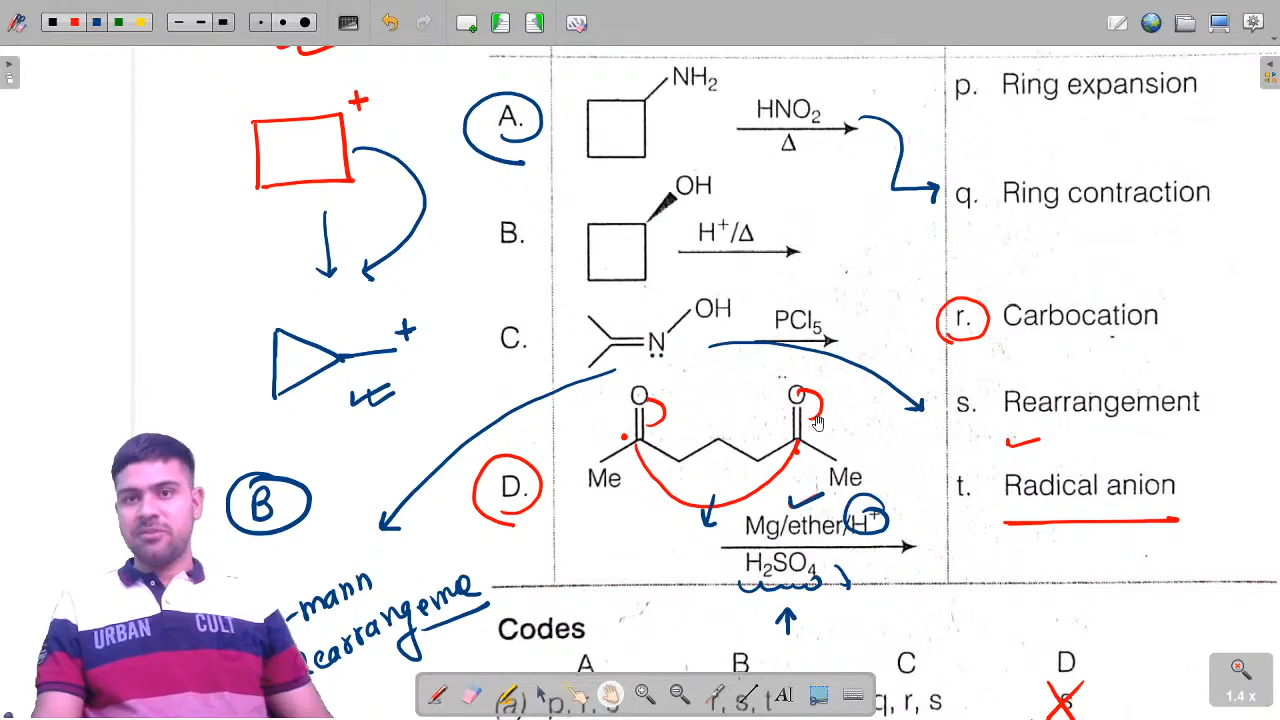 A.
NH2
HNO2
Δ
p. Ring expansion
B.
OH
H+/Δ
q. Ring contraction
C.
N
OH
PCl5
r. Carbocation
s. Rearrangement
D.
O
O
Me
Me
Mg/ether/H+
H2SO4
t. Radical anion
+
+
B
-mann
Rearrangeme
URBAN CULT
Codes
A B C D
(a) p, r, s r, s, t q, r, s s
AI
1.4 x